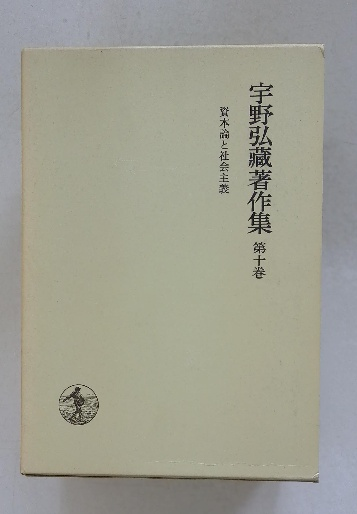 宇野弘藏著作集 第十巻
資本論と社会主義